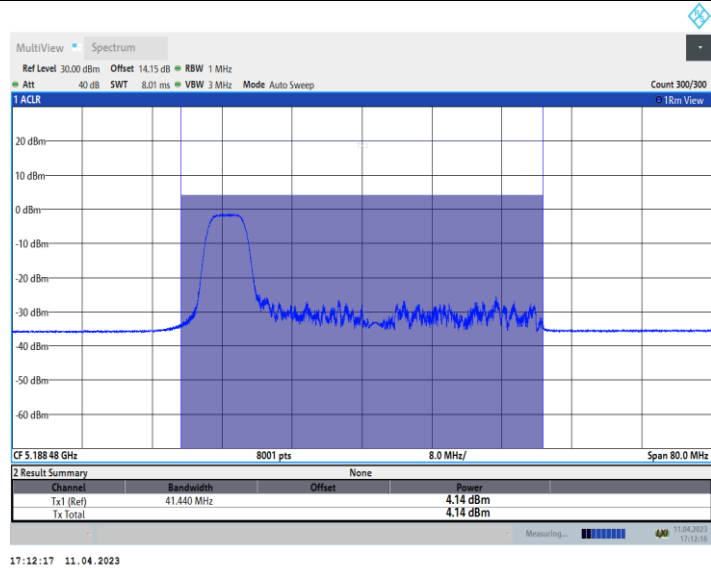 MultiView Spectrum
Ref Level 30.00 dBm Offset 14.15 dB RBW 1 MHz
Att 40 dB SWT 8.01 ms VBW 3 MHz Mode Auto Sweep Count 300/300
1 ACLR 1Rm View
20 dBm
10 dBm
0 dBm
-10 dBm
-20 dBm
-30 dBm
-40 dBm
-50 dBm
-60 dBm
CF 5.188 48 GHz 8001 pts 8.0 MHz/ Span 80.0 MHz
2 Result Summary None
Channel Bandwidth Offset Power
Tx1 (Ref) 41.440 MHz 4.14 dBm
Tx Total 4.14 dBm
Measuring... 11.04.2023
17:12:16
17:12:17 11.04.2023